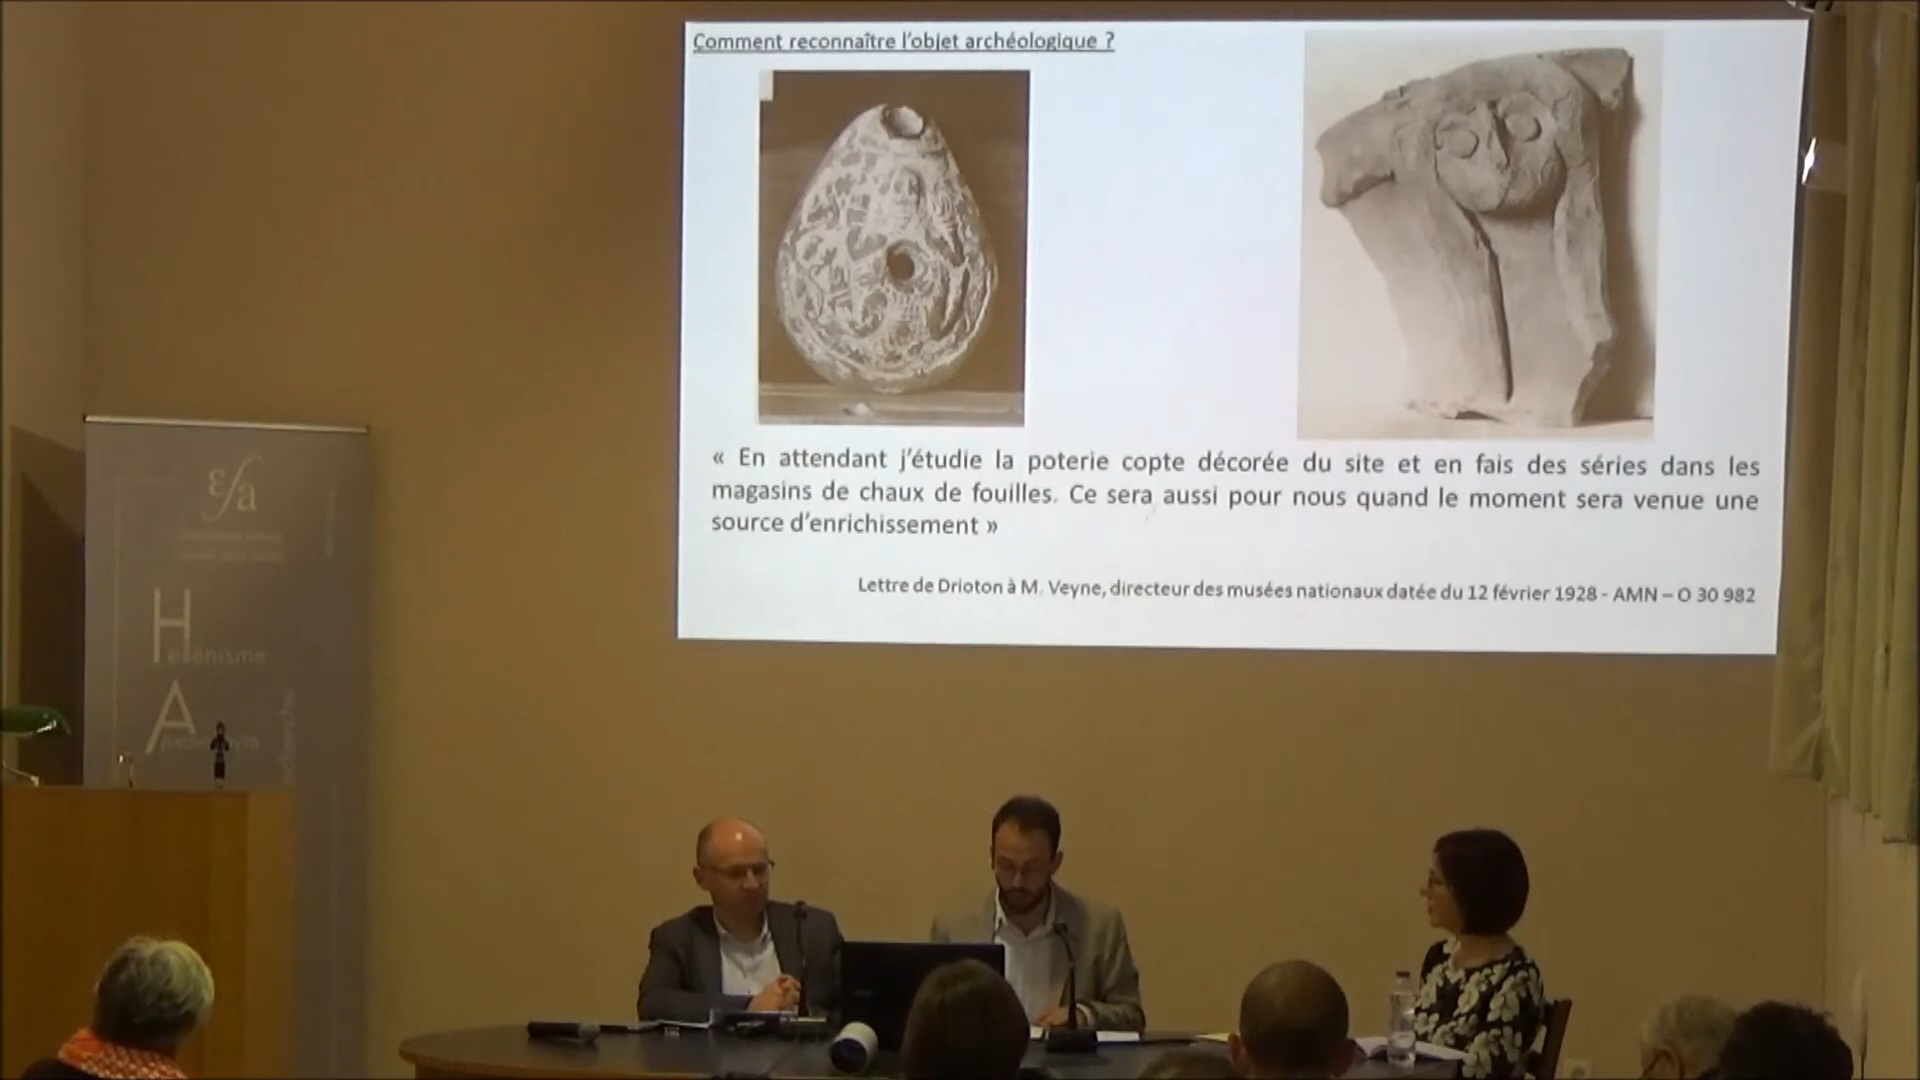 Comment reconnaître l'objet archéologique ?
« En attendant j'étudie la poterie copte décorée du site et en fais des séries dans les
magasins de chaux de fouilles. Ce sera aussi pour nous quand le moment sera venue une
source d'enrichissement »
Lettre de Drioton à M. Veyne, directeur des musées nationaux datée du 12 février 1928 - AMN – O 30 982
εfa
Hellénisme
A